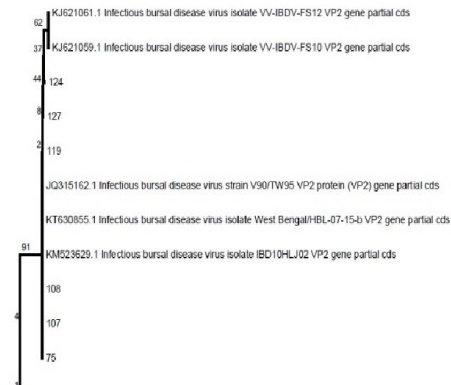 KJ621061.1 Infectious bursal disease virus isolate VV-IBDV-FS12 VP2 gene partial cds
62
37
KJ621059.1 Infectious bursal disease virus isolate VV-IBDV-FS10 VP2 gene partial cds
44
124
8
127
2
119
JQ315162.1 Infectious bursal disease virus strain V90/TW95 VP2 protein (VP2) gene partial cds
KT630855.1 Infectious bursal disease virus isolate West Bengal/HBL-07-15-b VP2 gene partial cds
91
KM523629.1 Infectious bursal disease virus isolate IBD10HLJ02 VP2 gene partial cds
108
4
107
75